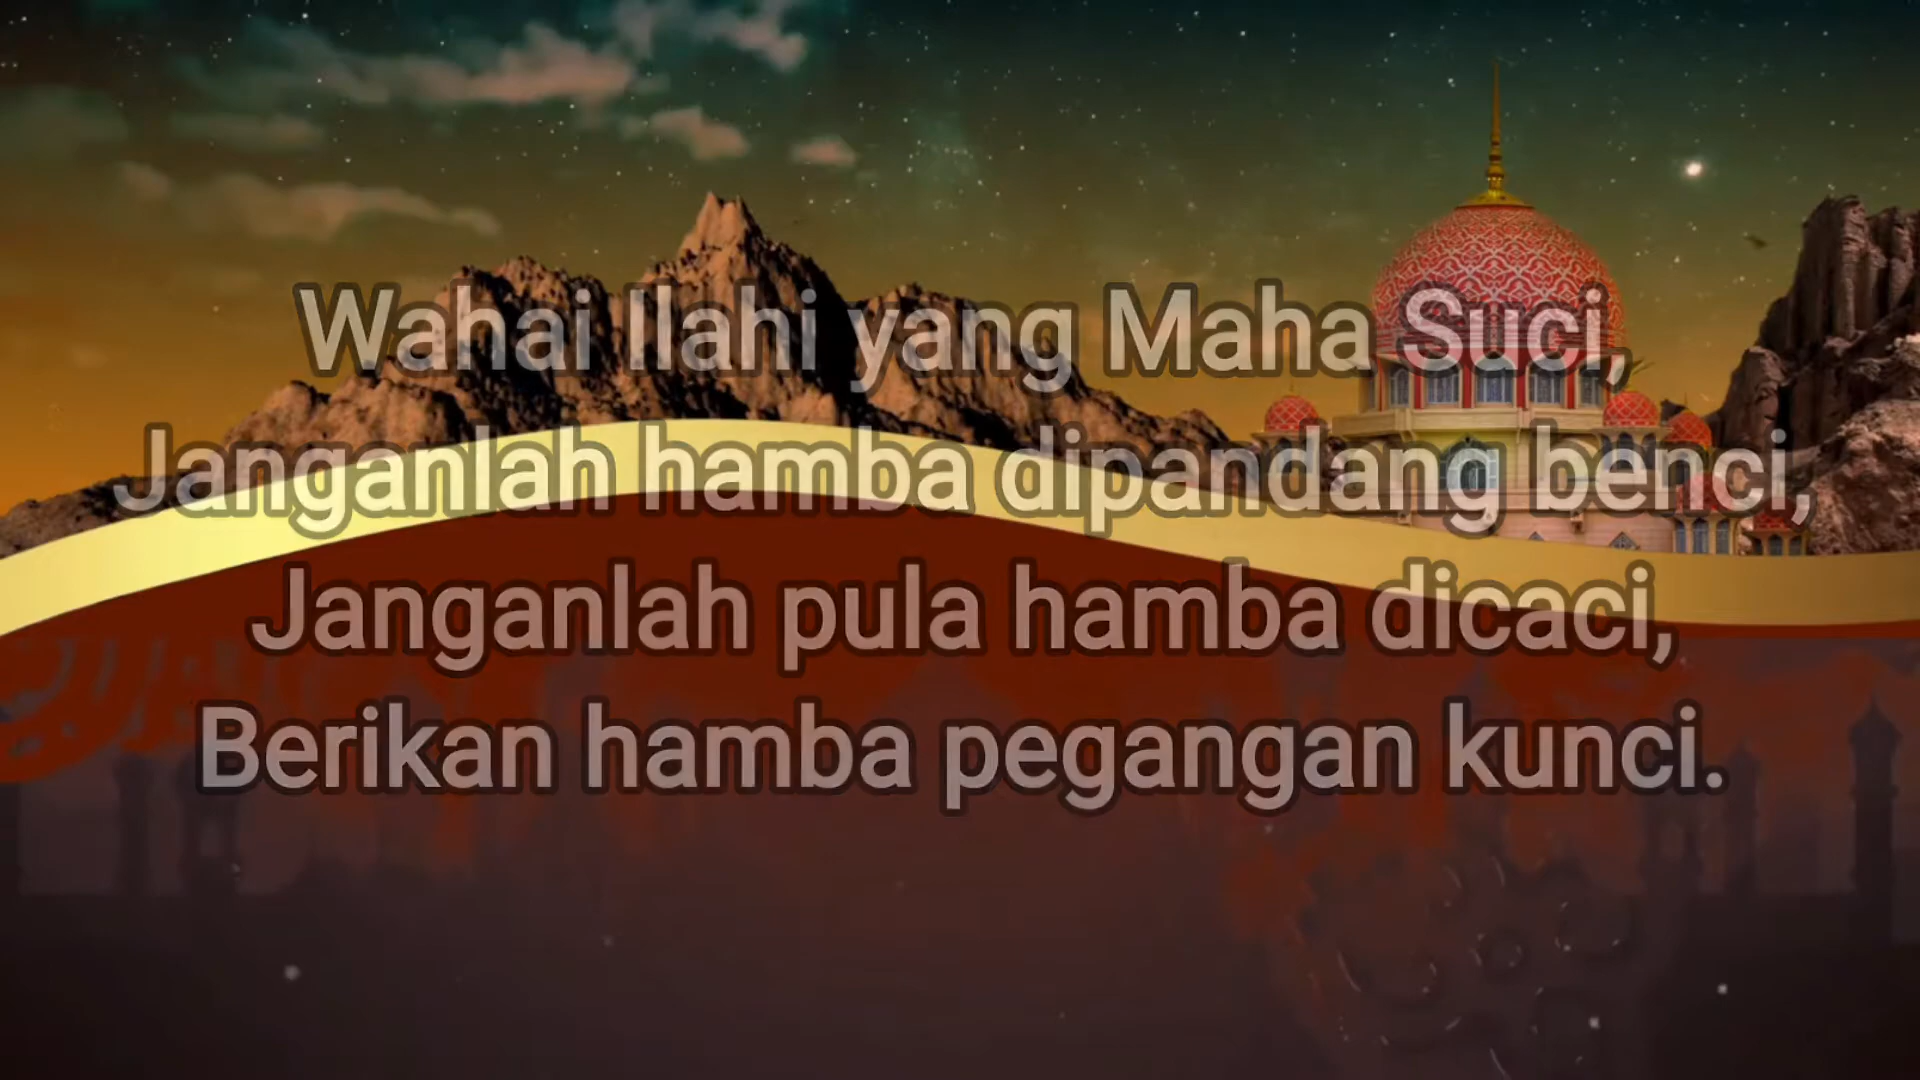 Wahai Ilahi yang Maha Suci,
Janganlah hamba dipandang benci,
Janganlah pula hamba dicaci,
Berikan hamba pegangan kunci.